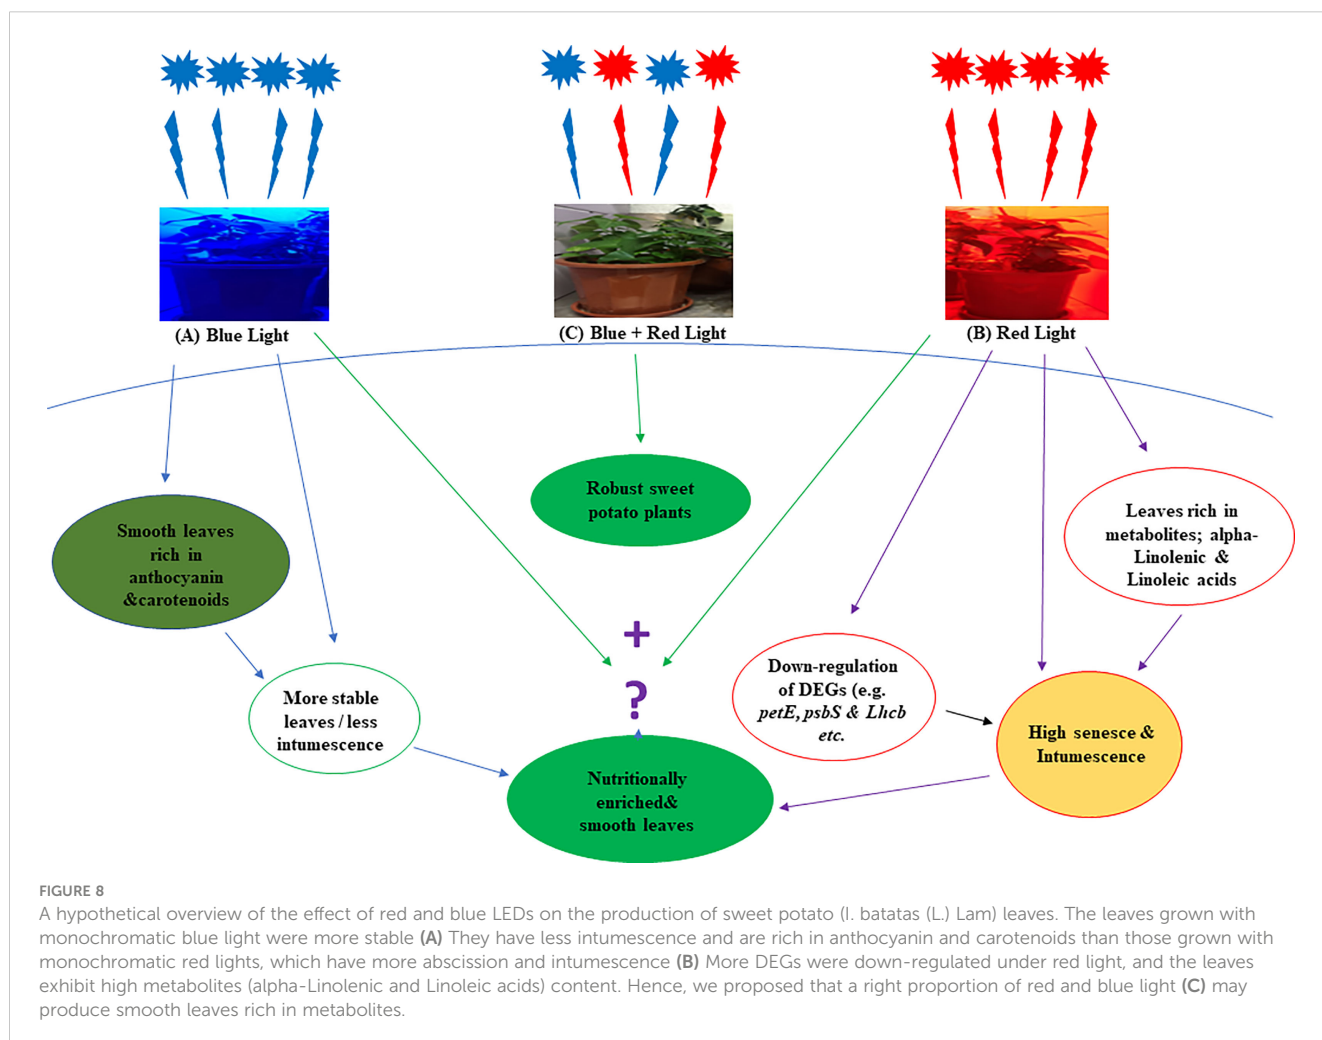 (A) Blue Light
(C) Blue + Red Light
(B) Red Light
Robust sweet
potato plants
Smooth leaves
rich in
anthocyanin
&carotenoids
Leaves rich in
metabolites; alpha-
Linolenic &
Linoleic acids
+
?
More stable
leaves / less
intumescence
Down-regulation
of DEGs (e.g.
petE, psbS & Lhcb
etc.
High senesce &
Intumescence
Nutritionally
enriched&
smooth leaves
FIGURE 8
A hypothetical overview of the effect of red and blue LEDs on the production of sweet potato (I. batatas (L.) Lam) leaves. The leaves grown with
monochromatic blue light were more stable (A) They have less intumescence and are rich in anthocyanin and carotenoids than those grown with
monochromatic red lights, which have more abscission and intumescence (B) More DEGs were down-regulated under red light, and the leaves
exhibit high metabolites (alpha-Linolenic and Linoleic acids) content. Hence, we proposed that a right proportion of red and blue light (C) may
produce smooth leaves rich in metabolites.